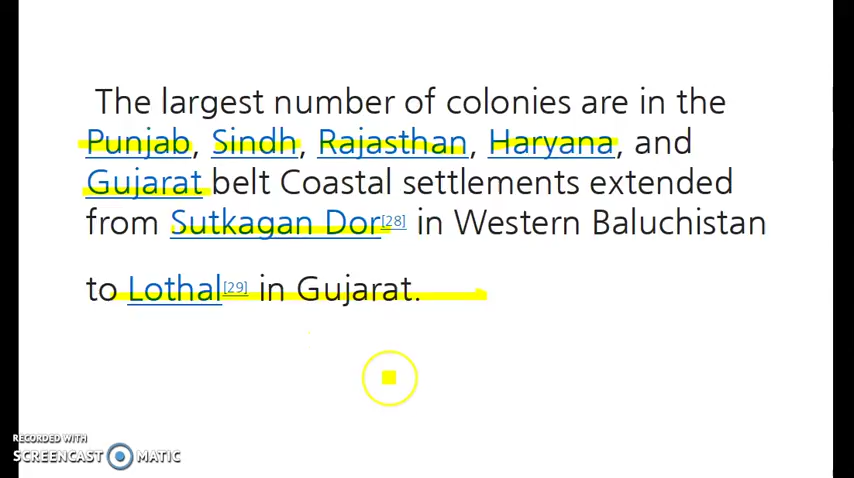 The largest number of colonies are in the
Punjab, Sindh, Rajasthan, Haryana, and
Gujarat belt Coastal settlements extended
from Sutkagan Dor[28] in Western Baluchistan
to Lothal[29] in Gujarat.
RECORDED WITH
SCREENCAST MATIC